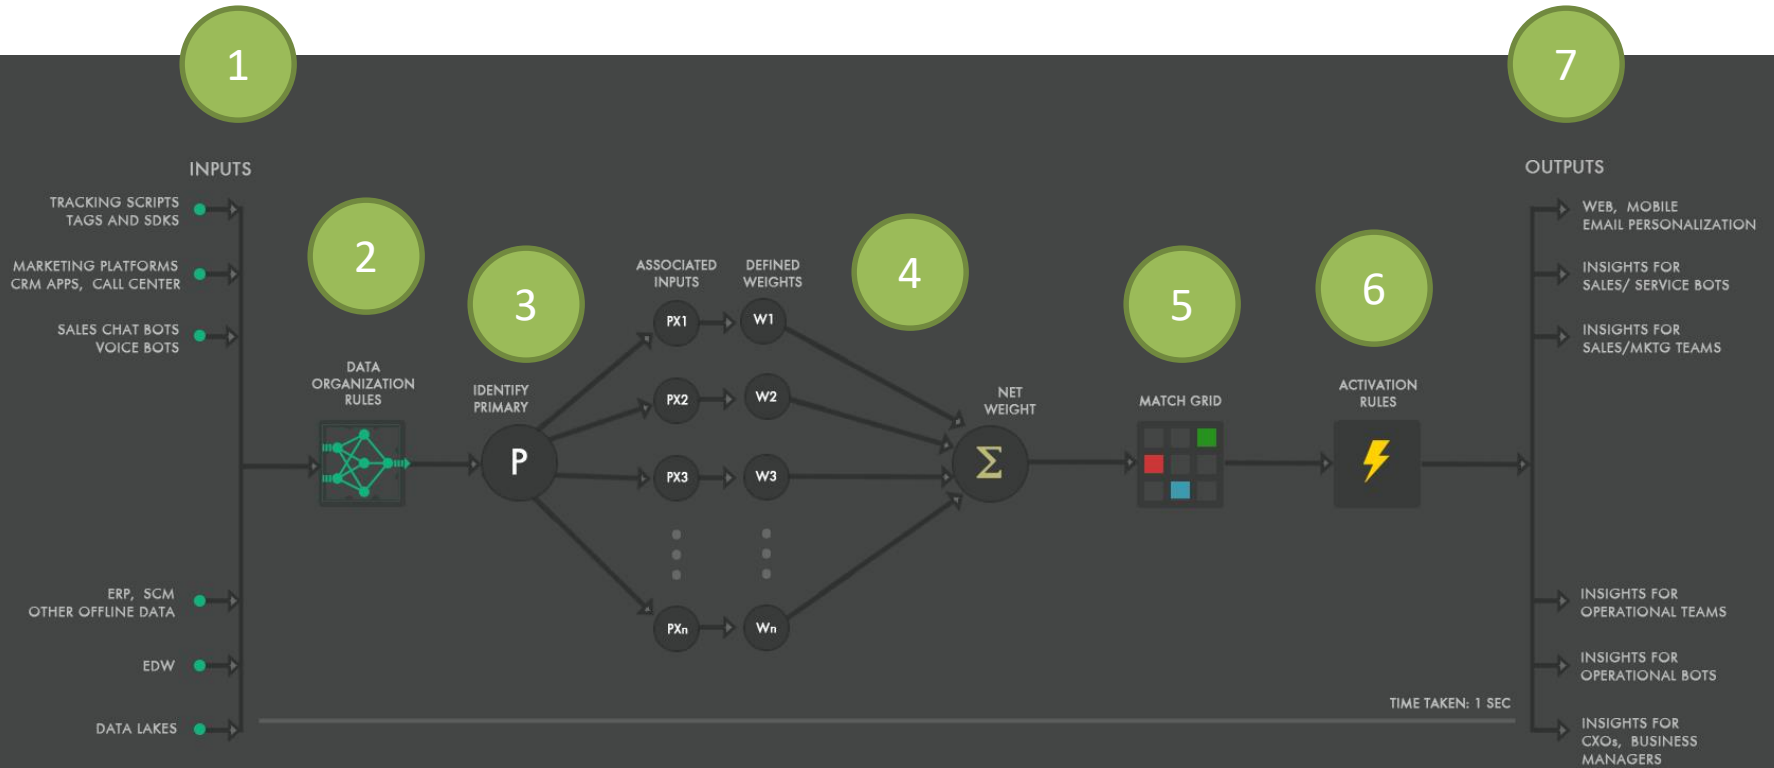 1
7
INPUTS
TRACKING SCRIPTS
TAGS AND SDKS
MARKETING PLATFORMS
CRM APPS, CALL CENTER
SALES CHAT BOTS
VOICE BOTS
ERP, SCM
OTHER OFFLINE DATA
EDW
DATA LAKES
2
DATA
ORGANIZATION
RULES
3
IDENTIFY
PRIMARY
P
ASSOCIATED
INPUTS
DEFINED
WEIGHTS
PX1
W1
PX2
W2
PX3
W3
PXn
Wn
4
NET
WEIGHT
Σ
5
MATCH GRID
6
ACTIVATION
RULES
TIME TAKEN: 1 SEC
OUTPUTS
WEB, MOBILE
EMAIL PERSONALIZATION
INSIGHTS FOR
SALES/ SERVICE BOTS
INSIGHTS FOR
SALES/MKTG TEAMS
INSIGHTS FOR
OPERATIONAL TEAMS
INSIGHTS FOR
OPERATIONAL BOTS
INSIGHTS FOR
CXOs, BUSINESS
MANAGERS